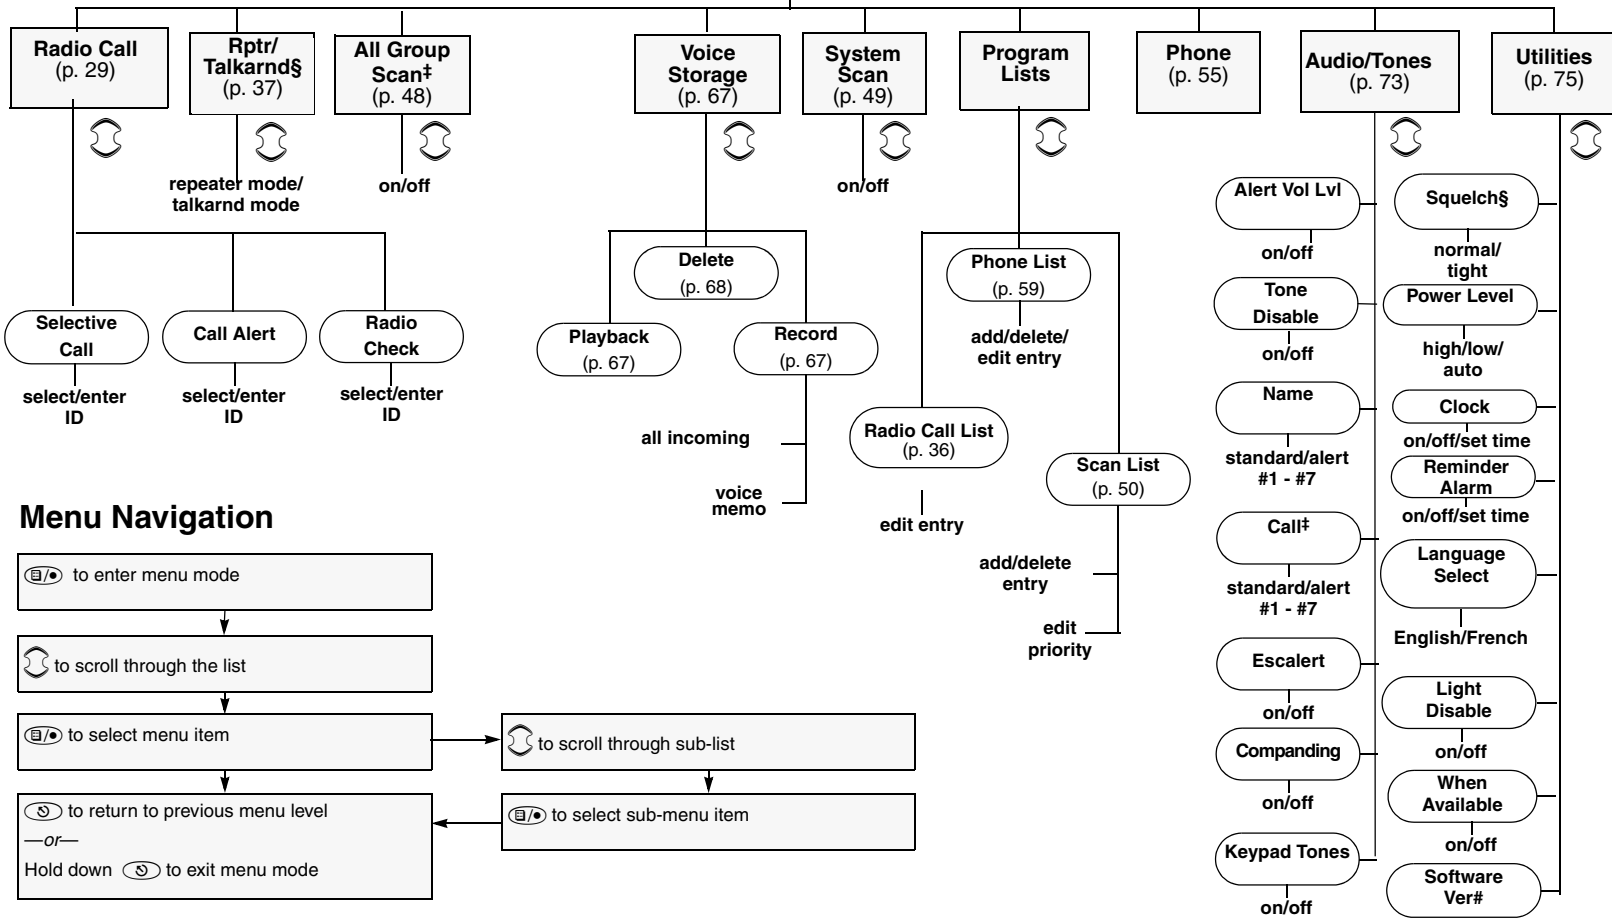 Radio Call
(p. 29)
Rptr/
Talkarnd§
(p. 37)
All Group
Scan‡
(p. 48)
Voice
Storage
(p. 67)
System
Scan
(p. 49)
Program
Lists
Phone
(p. 55)
Audio/Tones
(p. 73)
Utilities
(p. 75)
repeater mode/
talkarnd mode
on/off
on/off
Selective
Call
select/enter
ID
Call Alert
select/enter
ID
Radio
Check
select/enter
ID
Delete
(p. 68)
Playback
(p. 67)
Record
(p. 67)
all incoming
voice
memo
Phone List
(p. 59)
add/delete/
edit entry
Radio Call List
(p. 36)
edit entry
Scan List
(p. 50)
add/delete
entry
edit
priority
Alert Vol Lvl
on/off
Tone
Disable
on/off
Name
standard/alert
#1 - #7
Call‡
standard/alert
#1 - #7
Escalert
on/off
Companding
on/off
Keypad Tones
on/off
Squelch§
normal/
tight
Power Level
high/low/
auto
Clock
on/off/set time
Reminder
Alarm
on/off/set time
Language
Select
English/French
Light
Disable
on/off
When
Available
on/off
Software
Ver#
Menu Navigation
to enter menu mode
to scroll through the list
to select menu item
to scroll through sub-list
to select sub-menu item
to return to previous menu level
—or—
Hold down to exit menu mode